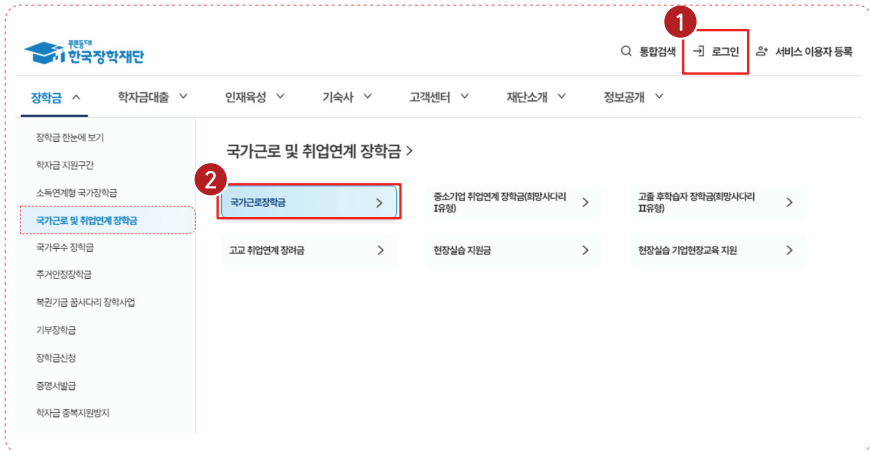 1
푸른등대
한국장학재단
통합검색 로그인 서비스 이용자 등록
장학금 학자금대출 인재육성 기숙사 고객센터 재단소개 정보공개
장학금 한눈에 보기
학자금 지원구간
소득연계형 국가장학금
국가근로 및 취업연계 장학금
국가우수 장학금
주거안정장학금
복권기금 꿈사다리 장학사업
기부장학금
장학금신청
증명서발급
학자금 중복지원방지
국가근로 및 취업연계 장학금 >
2
국가근로장학금 >
중소기업 취업연계 장학금(희망사다리
I유형) >
고졸 후학습자 장학금(희망사다리
II유형) >
고교 취업연계 장려금 >
현장실습 지원금 >
현장실습 기업현장교육 지원 >